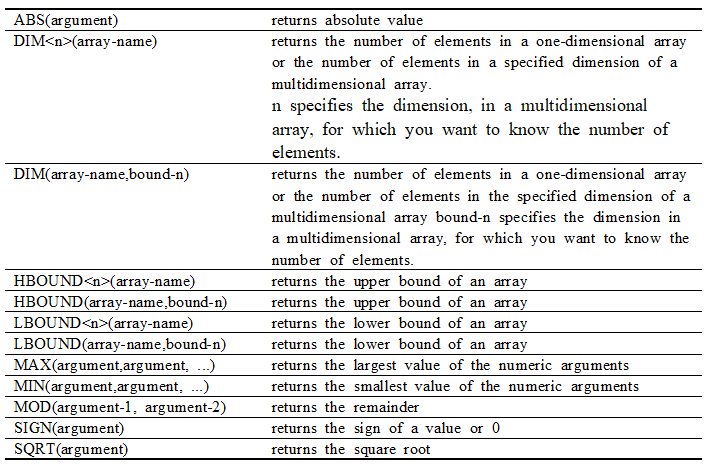 ABS(argument) returns absolute value
DIM<n>(array-name) returns the number of elements in a one-dimensional array
or the number of elements in a specified dimension of a
multidimensional array.
n specifies the dimension, in a multidimensional
array, for which you want to know the number of
elements.
DIM(array-name,bound-n) returns the number of elements in a one-dimensional array
or the number of elements in the specified dimension of a
multidimensional array bound-n specifies the dimension in
a multidimensional array, for which you want to know the
number of elements.
HBOUND<n>(array-name) returns the upper bound of an array
HBOUND(array-name,bound-n) returns the upper bound of an array
LBOUND<n>(array-name) returns the lower bound of an array
LBOUND(array-name,bound-n) returns the lower bound of an array
MAX(argument,argument, ...) returns the largest value of the numeric arguments
MIN(argument,argument, ...) returns the smallest value of the numeric arguments
MOD(argument-1, argument-2) returns the remainder
SIGN(argument) returns the sign of a value or 0
SQRT(argument) returns the square root